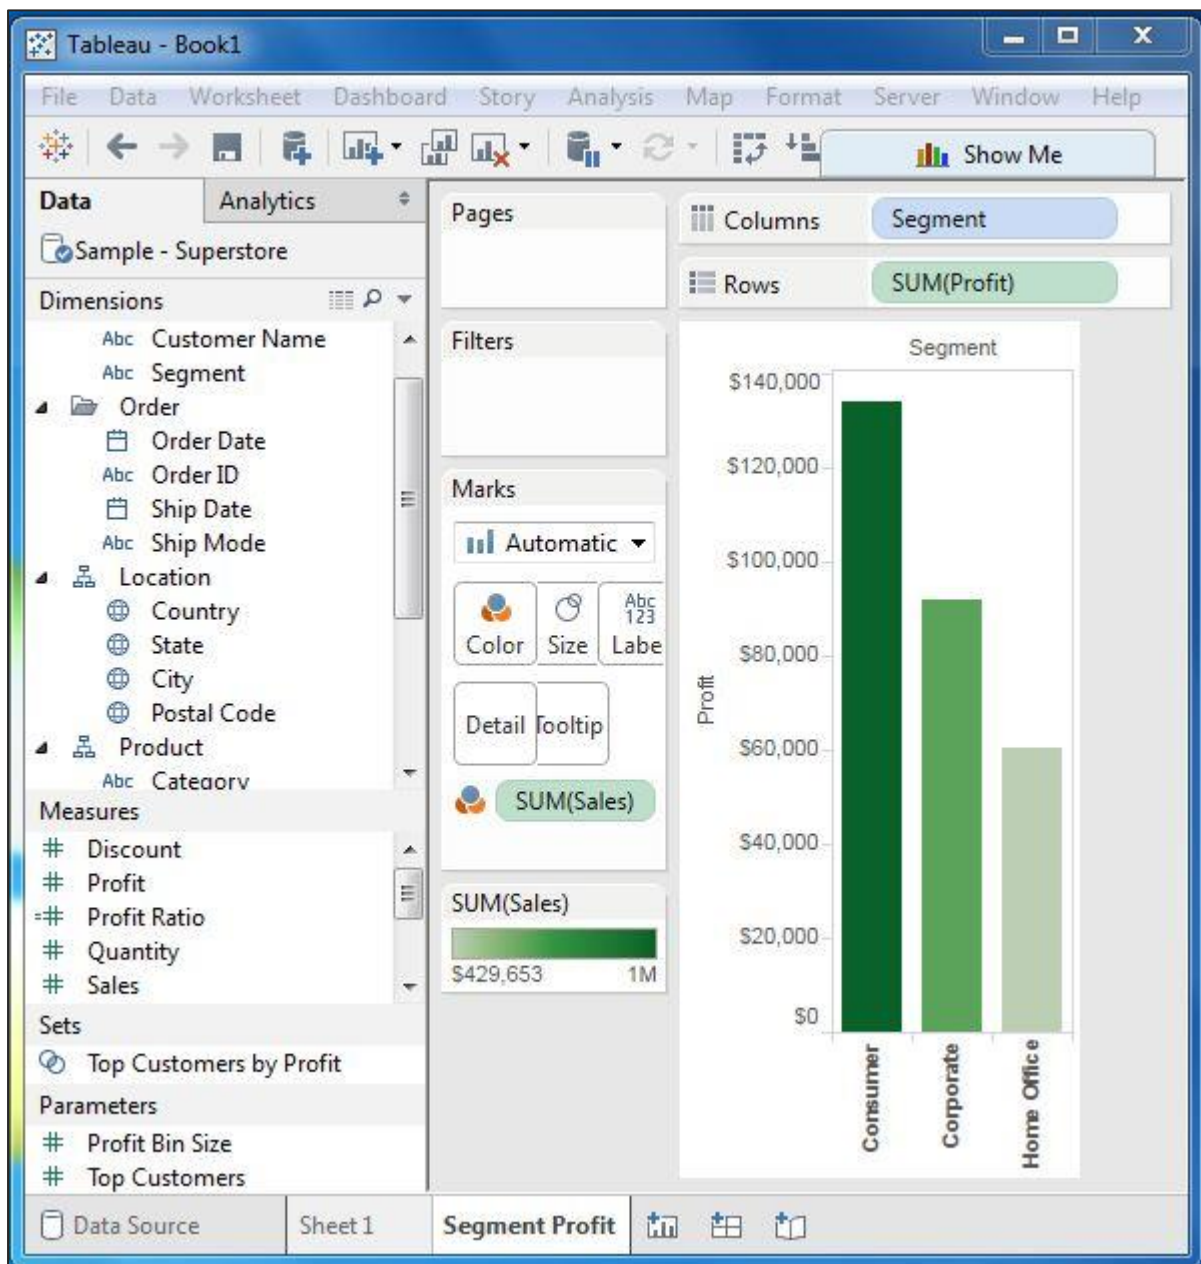 Tableau - Book1
File Data Worksheet Dashboard Story Analysis Map Format Server Window Help
Show Me
Data Analytics
Sample - Superstore
Dimensions
Abc Customer Name
Abc Segment
Order
Order Date
Abc Order ID
Ship Date
Abc Ship Mode
Location
Country
State
City
Postal Code
Product
Abc Category
Measures
# Discount
# Profit
=# Profit Ratio
# Quantity
# Sales
Sets
Top Customers by Profit
Parameters
# Profit Bin Size
# Top Customers
Pages
Filters
Marks
Automatic
Color
Size
Abc
123
Labe
Detail
Tooltip
SUM(Sales)
SUM(Sales)
$429,653 1M
Columns Segment
Rows SUM(Profit)
Segment
$140,000
$120,000
$100,000
$80,000
$60,000
$40,000
$20,000
$0
Profit
Consumer
Corporate
Home Office
Data Source Sheet 1 Segment Profit